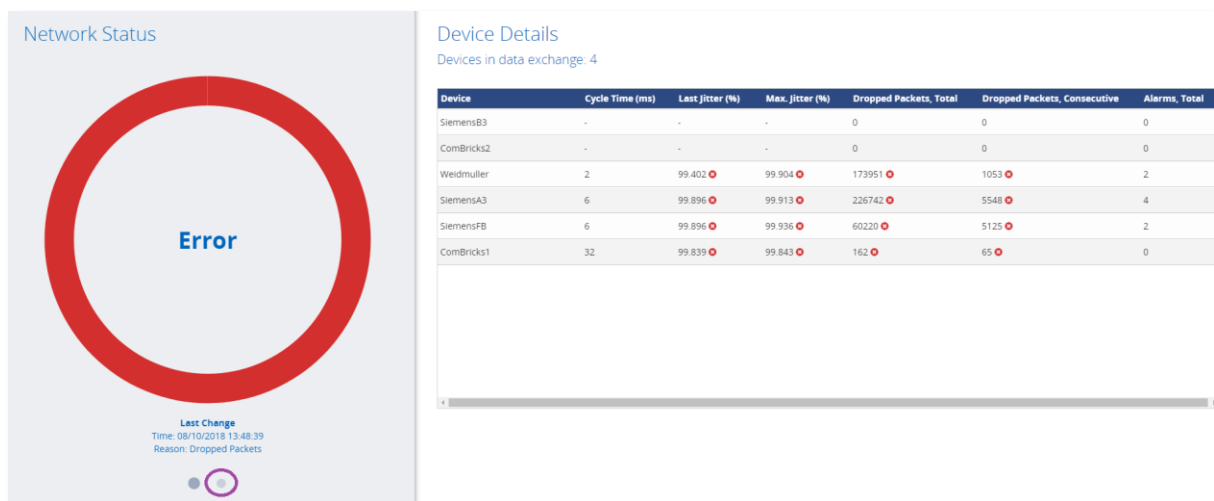 Network Status
Error
Last Change
Time: 08/10/2018 13:48:39
Reason: Dropped Packets
Device Details
Devices in data exchange: 4
Device Cycle Time (ms) Last Jitter (%) Max. Jitter (%) Dropped Packets, Total Dropped Packets, Consecutive Alarms, Total
SiemensB3 - - - 0 0 0
ComBricks2 - - - 0 0 0
Weidmuller 2 99.402 99.904 173951 1053 2
SiemensA3 6 99.896 99.913 226742 5548 4
SiemensFB 6 99.896 99.936 60220 5125 2
ComBricks1 32 99.839 99.843 162 65 0